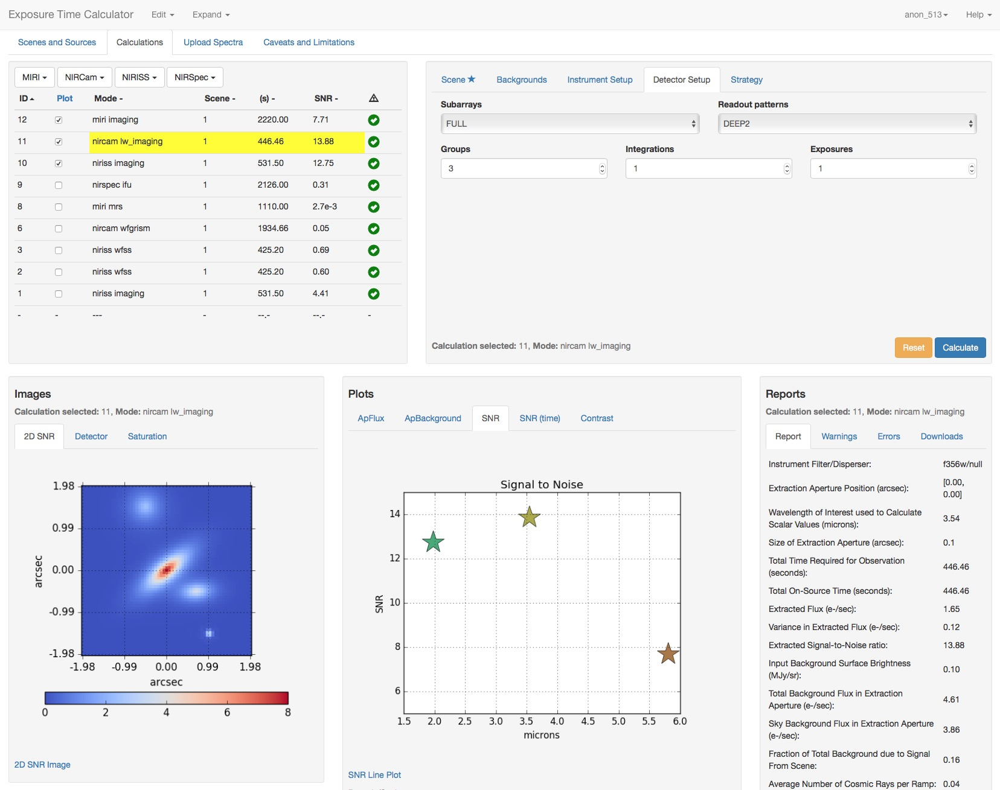 Exposure Time Calculator Edit Expand anon_513 Help
Scenes and Sources Calculations Upload Spectra Caveats and Limitations
MIRI NIRCam NIRISS NIRSpec
ID Plot Mode - Scene - (s) - SNR -
12 miri imaging 1 2220.00 7.71
11 nircam lw_imaging 1 446.46 13.88
10 niriss imaging 1 531.50 12.75
9 nirspec ifu 1 2126.00 0.31
8 miri mrs 1 1110.00 2.7e-3
6 nircam wfgrism 1 1934.66 0.05
3 niriss wfss 1 425.20 0.69
2 niriss wfss 1 425.20 0.60
1 niriss imaging 1 531.50 4.41
- - --- - --.- --.- -
Scene Backgrounds Instrument Setup Detector Setup Strategy
Subarrays Readout patterns
FULL DEEP2
Groups Integrations Exposures
3 1 1
Calculation selected: 11, Mode: nircam lw_imaging Reset Calculate
Images
Calculation selected: 11, Mode: nircam lw_imaging
2D SNR Detector Saturation
1.98
0.99
0.00
-0.99
-1.98
arcsec
-1.98 -0.99 0.00 0.99 1.98
arcsec
0 2 4 6 8
2D SNR Image
Plots
ApFlux ApBackground SNR SNR (time) Contrast
Signal to Noise
14
12
10
8
6
SNR
1.5 2.0 2.5 3.0 3.5 4.0 4.5 5.0 5.5 6.0
microns
SNR Line Plot
Reports
Calculation selected: 11, Mode: nircam lw_imaging
Report Warnings Errors Downloads
Instrument Filter/Disperser: f356w/null
Extraction Aperture Position (arcsec): [0.00,
0.00]
Wavelength of Interest used to Calculate
Scalar Values (microns): 3.54
Size of Extraction Aperture (arcsec): 0.1
Total Time Required for Observation
(seconds): 446.46
Total On-Source Time (seconds): 446.46
Extracted Flux (e-/sec): 1.65
Variance in Extracted Flux (e-/sec): 0.12
Extracted Signal-to-Noise ratio: 13.88
Input Background Surface Brightness
(MJy/sr): 0.10
Total Background Flux in Extraction
Aperture (e-/sec): 4.61
Sky Background Flux in Extraction Aperture
(e-/sec): 3.86
Fraction of Total Background due to Signal
From Scene: 0.16
Average Number of Cosmic Rays per Ramp: 0.04